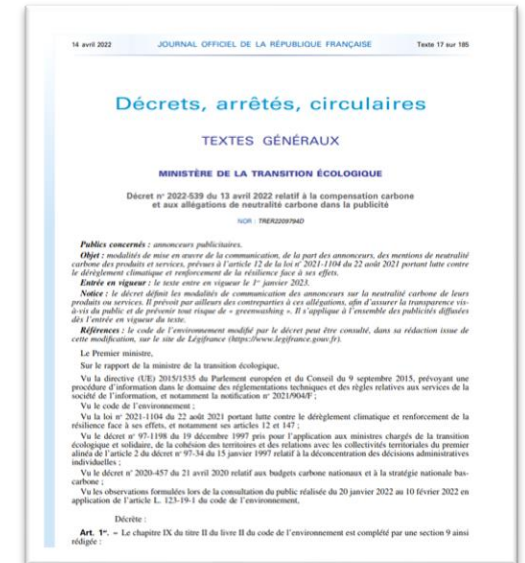 14 avril 2022 JOURNAL OFFICIEL DE LA RÉPUBLIQUE FRANÇAISE Texte 17 sur 185
Décrets, arrêtés, circulaires
TEXTES GÉNÉRAUX
MINISTÈRE DE LA TRANSITION ÉCOLOGIQUE
Décret nº 2022-539 du 13 avril 2022 relatif à la compensation carbone
et aux allégations de neutralité carbone dans la publicité
NOR : TRER2209794D
Publics concernés : annonceurs publicitaires.
Objet : modalités de mise en œuvre de la communication, de la part des annonceurs, des mentions de neutralité
carbone des produits et services, prévues à l'article 12 de la loi nº 2021-1104 du 22 août 2021 portant lutte contre
le dérèglement climatique et renforcement de la résilience face à ses effets.
Entrée en vigueur : le texte entre en vigueur le 1er janvier 2023.
Notice : le décret définit les modalités de communication des annonceurs sur la neutralité carbone de leurs
produits ou services. Il prévoit par ailleurs des contreparties à ces allégations, afin d'assurer la transparence vis-
à-vis du public et de prévenir tout risque de « greenwashing ». Il s'applique à l'ensemble des publicités diffusées
dès l'entrée en vigueur du texte.
Références : le code de l'environnement modifié par le décret peut être consulté, dans sa rédaction issue de
cette modification, sur le site de Légifrance (https://www.legifrance.gouv.fr).
Le Premier ministre,
Sur le rapport de la ministre de la transition écologique,
Vu la directive (UE) 2015/1535 du Parlement européen et du Conseil du 9 septembre 2015, prévoyant une
procédure d'information dans le domaine des réglementations techniques et des règles relatives aux services de la
société de l'information, et notamment la notification nº 2021/904/F ;
Vu le code de l'environnement ;
Vu la loi nº 2021-1104 du 22 août 2021 portant lutte contre le dérèglement climatique et renforcement de la
résilience face à ses effets, et notamment ses articles 12 et 147 ;
Vu le décret nº 97-1198 du 19 décembre 1997 pris pour l'application aux ministres chargés de la transition
écologique et solidaire, de la cohésion des territoires et des relations avec les collectivités territoriales du premier
alinéa de l'article 2 du décret nº 97-34 du 15 janvier 1997 relatif à la déconcentration des décisions administratives
individuelles ;
Vu le décret nº 2020-457 du 21 avril 2020 relatif aux budgets carbone nationaux et à la stratégie nationale bas-
carbone ;
Vu les observations formulées lors de la consultation du public réalisée du 20 janvier 2022 au 10 février 2022 en
application de l'article L. 123-19-1 du code de l'environnement,
Décrète :
Art. 1er. – Le chapitre IX du titre II du livre II du code de l'environnement est complété par une section 9 ainsi
rédigée :